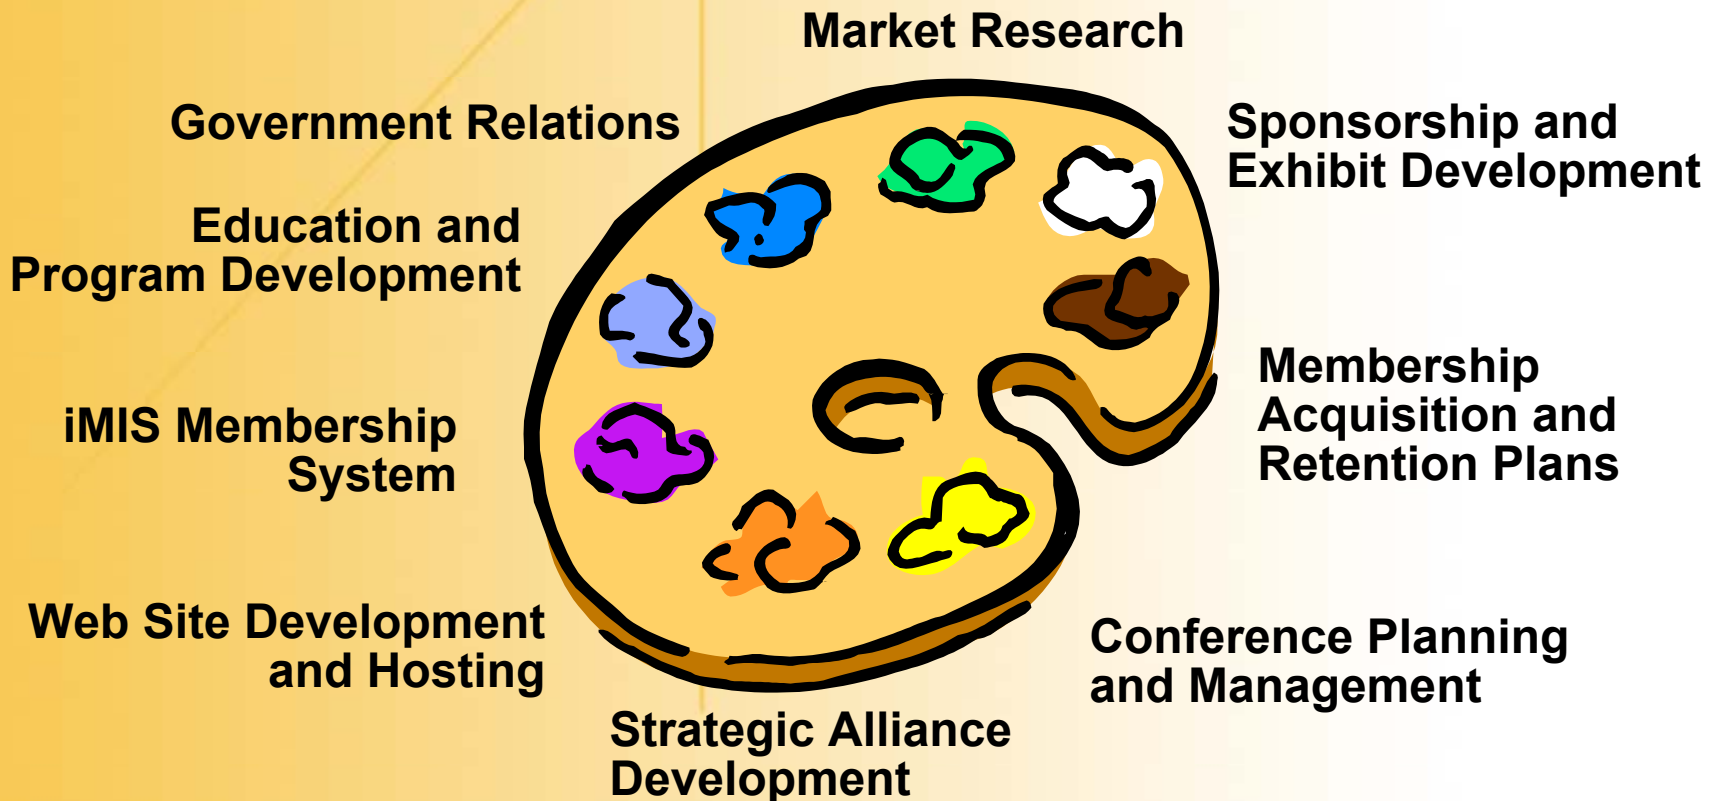 Market Research
Government Relations
Sponsorship and
Exhibit Development
Education and
Program Development
Membership
Acquisition and
Retention Plans
iMIS Membership
System
Web Site Development
and Hosting
Conference Planning
and Management
Strategic Alliance
Development